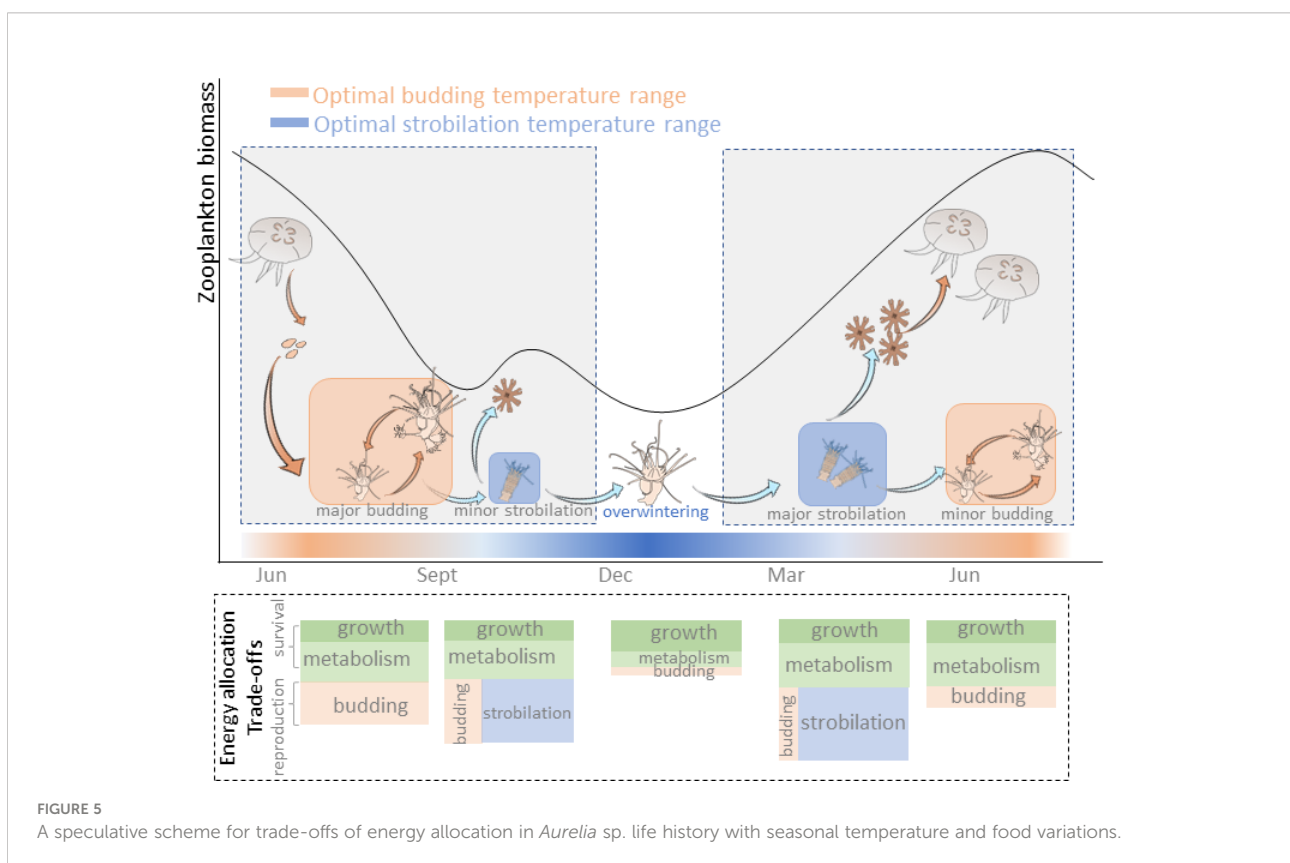 Zooplankton biomass
Optimal budding temperature range
Optimal strobilation temperature range
major budding
minor strobilation
overwintering
major strobilation
minor budding
Jun
Sept
Dec
Mar
Jun
Energy allocation
Trade-offs
survival
reproduction
growth
metabolism
budding
growth
metabolism
budding
strobilation
growth
metabolism
budding
growth
metabolism
budding
strobilation
growth
metabolism
budding
FIGURE 5
A speculative scheme for trade-offs of energy allocation in Aurelia sp. life history with seasonal temperature and food variations.